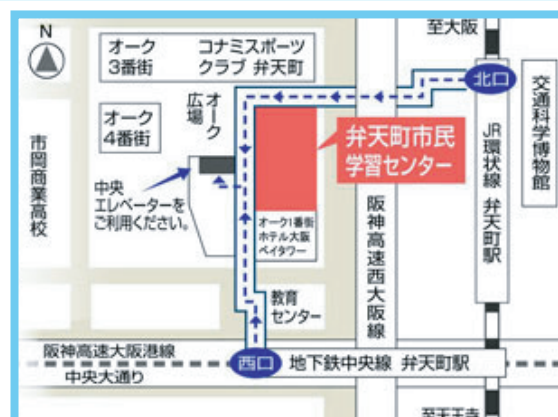 N
至大阪
オーク
3番街
コナミスポーツ
クラブ 弁天町
北口
オーク
4番街
オーク
広場
弁天町市民
学習センター
交通科学博物館
JR環状線 弁天町駅
市岡商業高校
中央
エレベーターを
ご利用ください。
オーク1番街
ホテル大阪
ベイタワー
阪神高速西大阪線
教育
センター
阪神高速大阪港線
西口
地下鉄中央線 弁天町駅
中央大通り
至天王寺